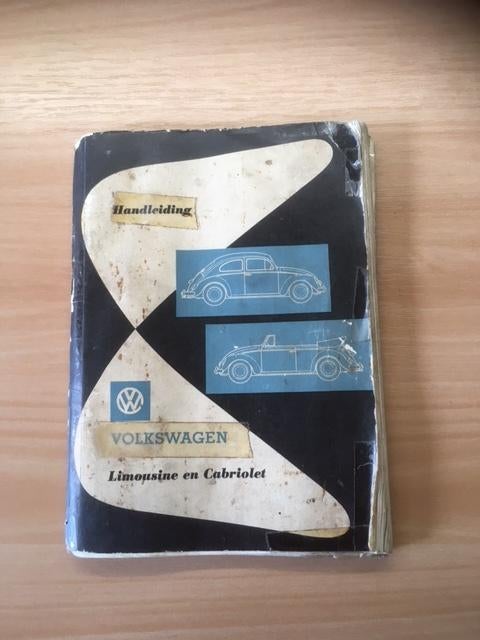 Handleiding
VW
VOLKSWAGEN
Limousine en Cabriolet